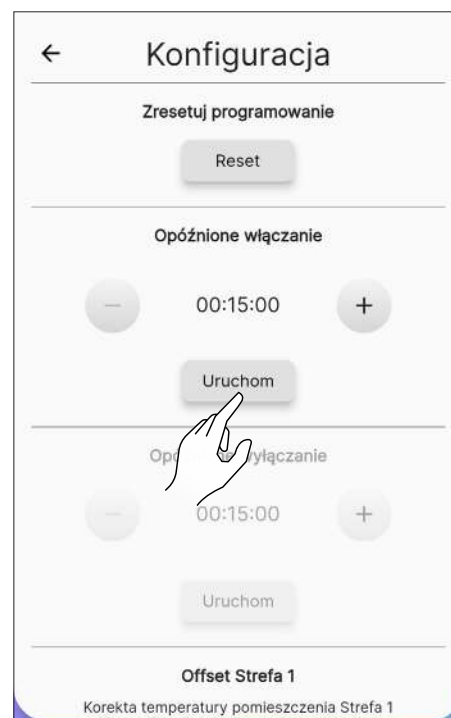 ← Konfiguracja
Zresetuj programowanie
Reset
Opóźnione włączanie
− 00:15:00 +
Uruchom
Opóźnione wyłączanie
− 00:15:00 +
Uruchom
Offset Strefa 1
Korekta temperatury pomieszczenia Strefa 1